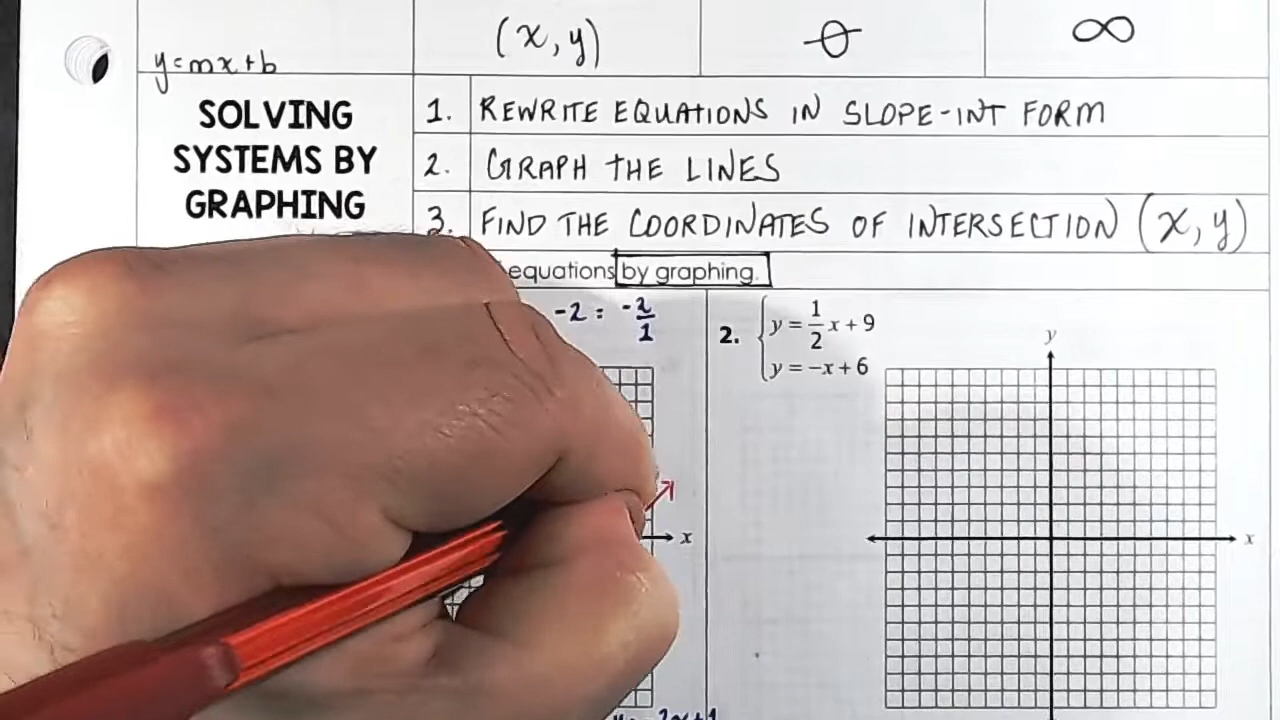 y=mx+b
(x, y)
∅
∞
SOLVING
SYSTEMS BY
GRAPHING
1. REWRITE EQUATIONS IN SLOPE-INT FORM
2. GRAPH THE LINES
3. FIND THE COORDINATES OF INTERSECTION (x, y)
equations by graphing.
-2 = -2/1
x
2. y = 1/2 x + 9
y = -x + 6
y
x